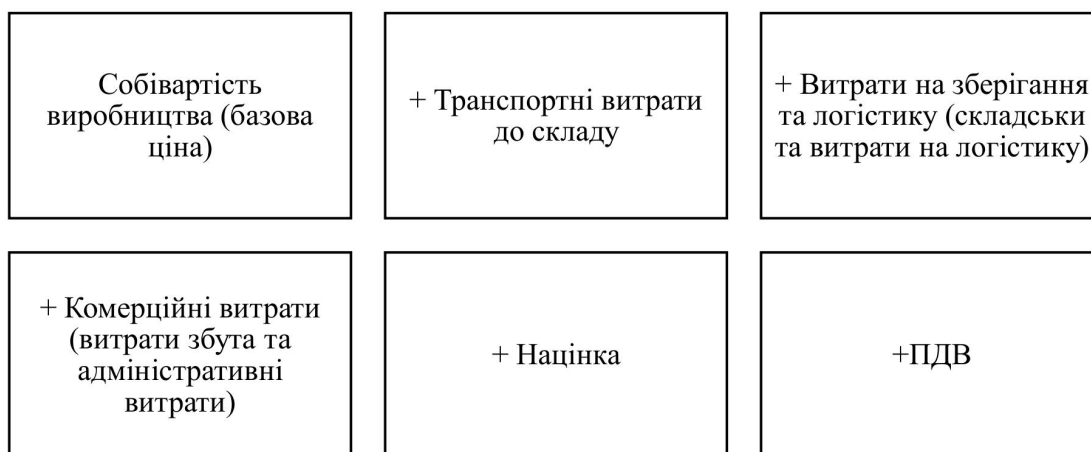 Собівартість
виробництва (базова
ціна)
+ Транспортні витрати
до складу
+ Витрати на зберігання
та логістику (складськи
та витрати на логістику)
+ Комерційні витрати
(витрати збута та
адміністративні
витрати)
+ Націнка
+ПДВ